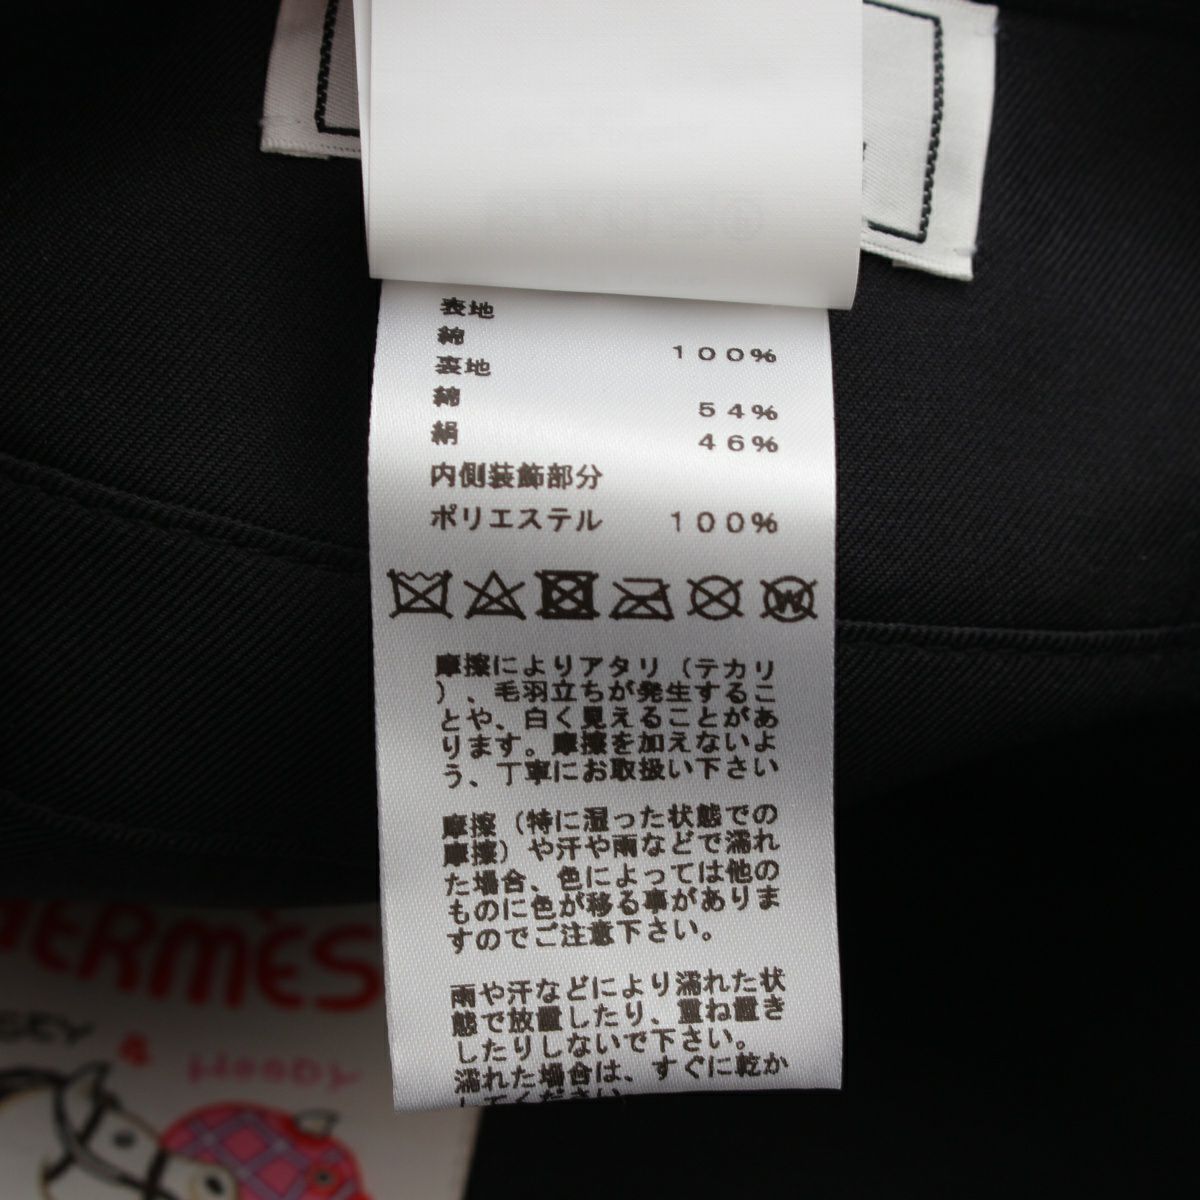 表地
綿 100%
裏地
綿 54%
絹 46%
内側装飾部分
ポリエステル 100%
W
摩擦によりアタリ(テカリ
)、毛羽立ちが発生するこ
とや、白く見えることがあ
ります。摩擦を加えないよ
う、丁寧にお取扱い下さい
摩擦(特に湿った状態での
摩擦)や汗や雨などで濡れ
た場合、色によっては他の
ものに色が移る事がありま
すのでご注意下さい。
雨や汗などにより濡れた状
態で放置したり、重ね置き
したりしないで下さい。
濡れた場合は、すぐに乾か
してください
HERMES
&